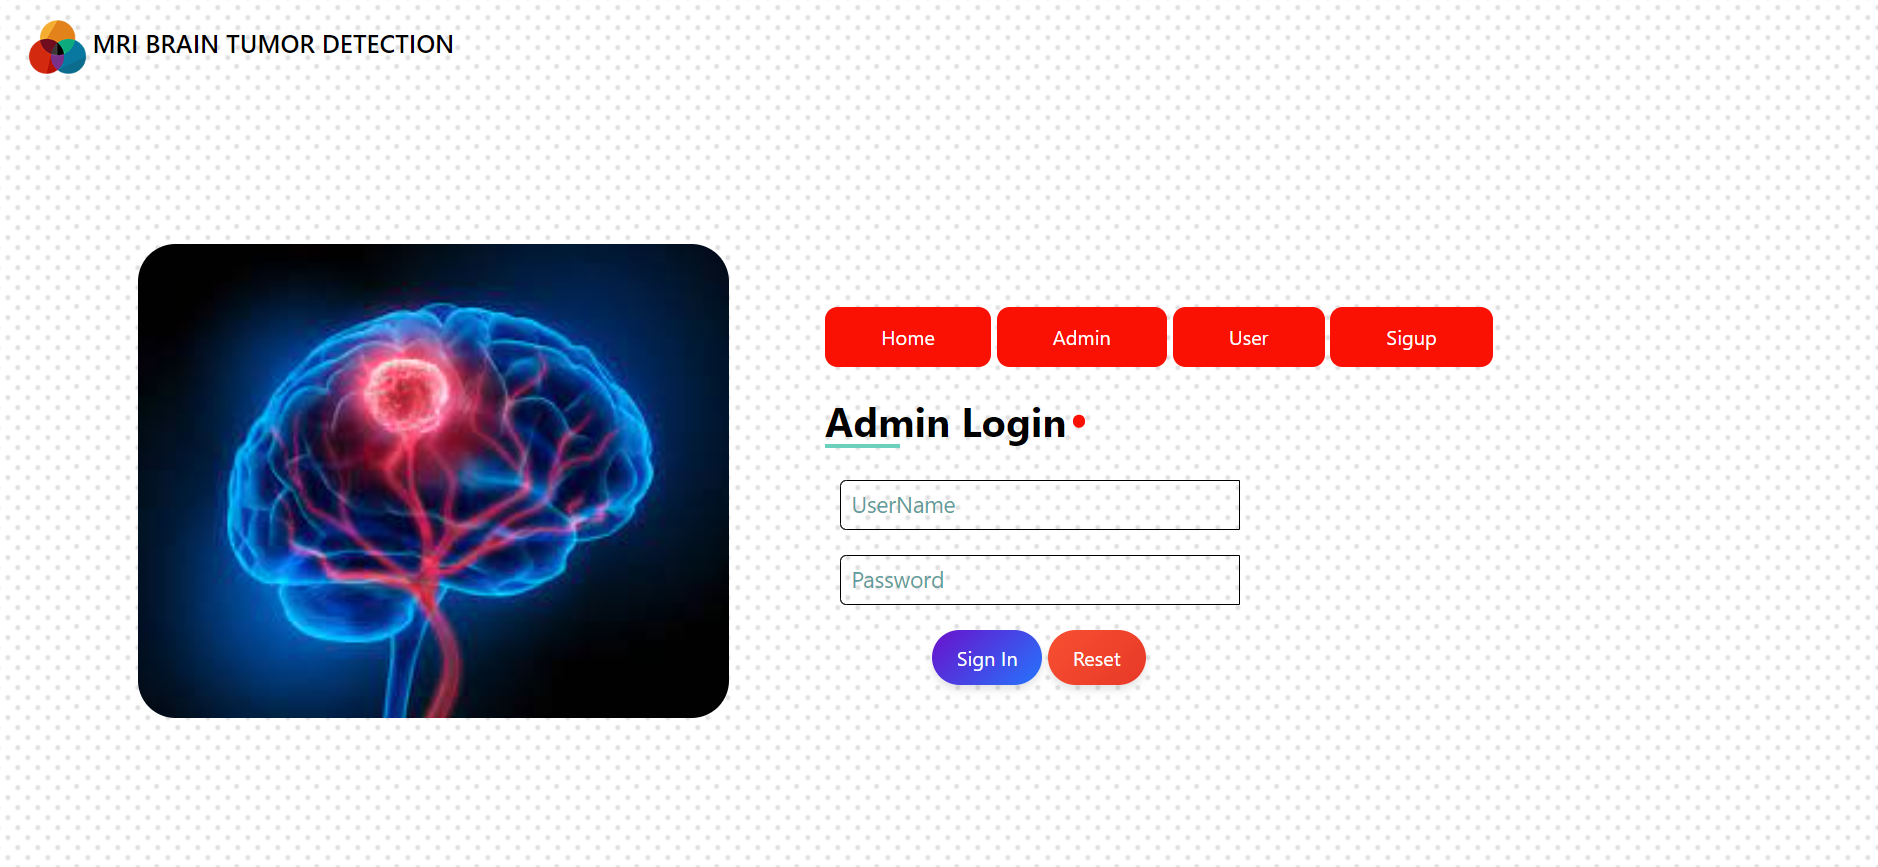 MRI BRAIN TUMOR DETECTION
Home Admin User Sigup
Admin Login
UserName
Password
Sign In Reset